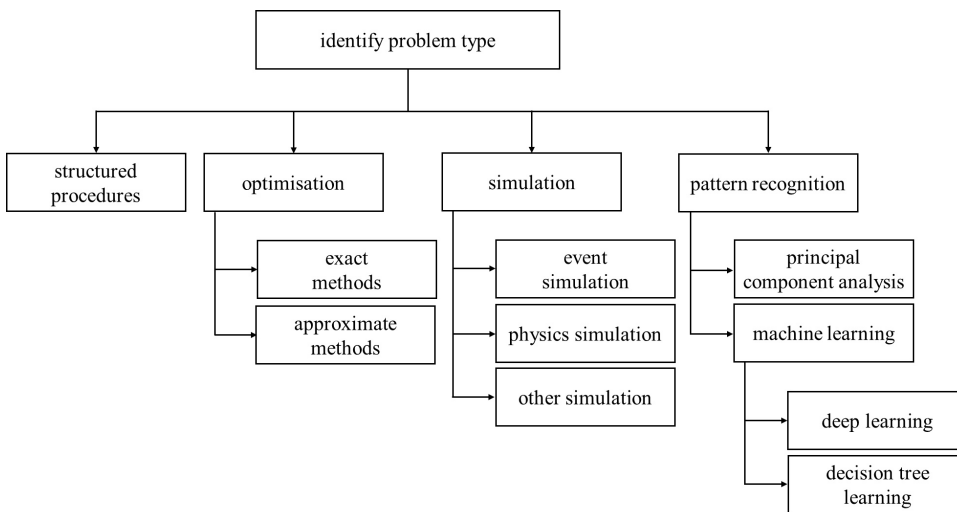 identify problem type
structured
procedures
optimisation
simulation
pattern recognition
exact
methods
approximate
methods
event
simulation
physics simulation
other simulation
principal
component analysis
machine learning
deep learning
decision tree
learning